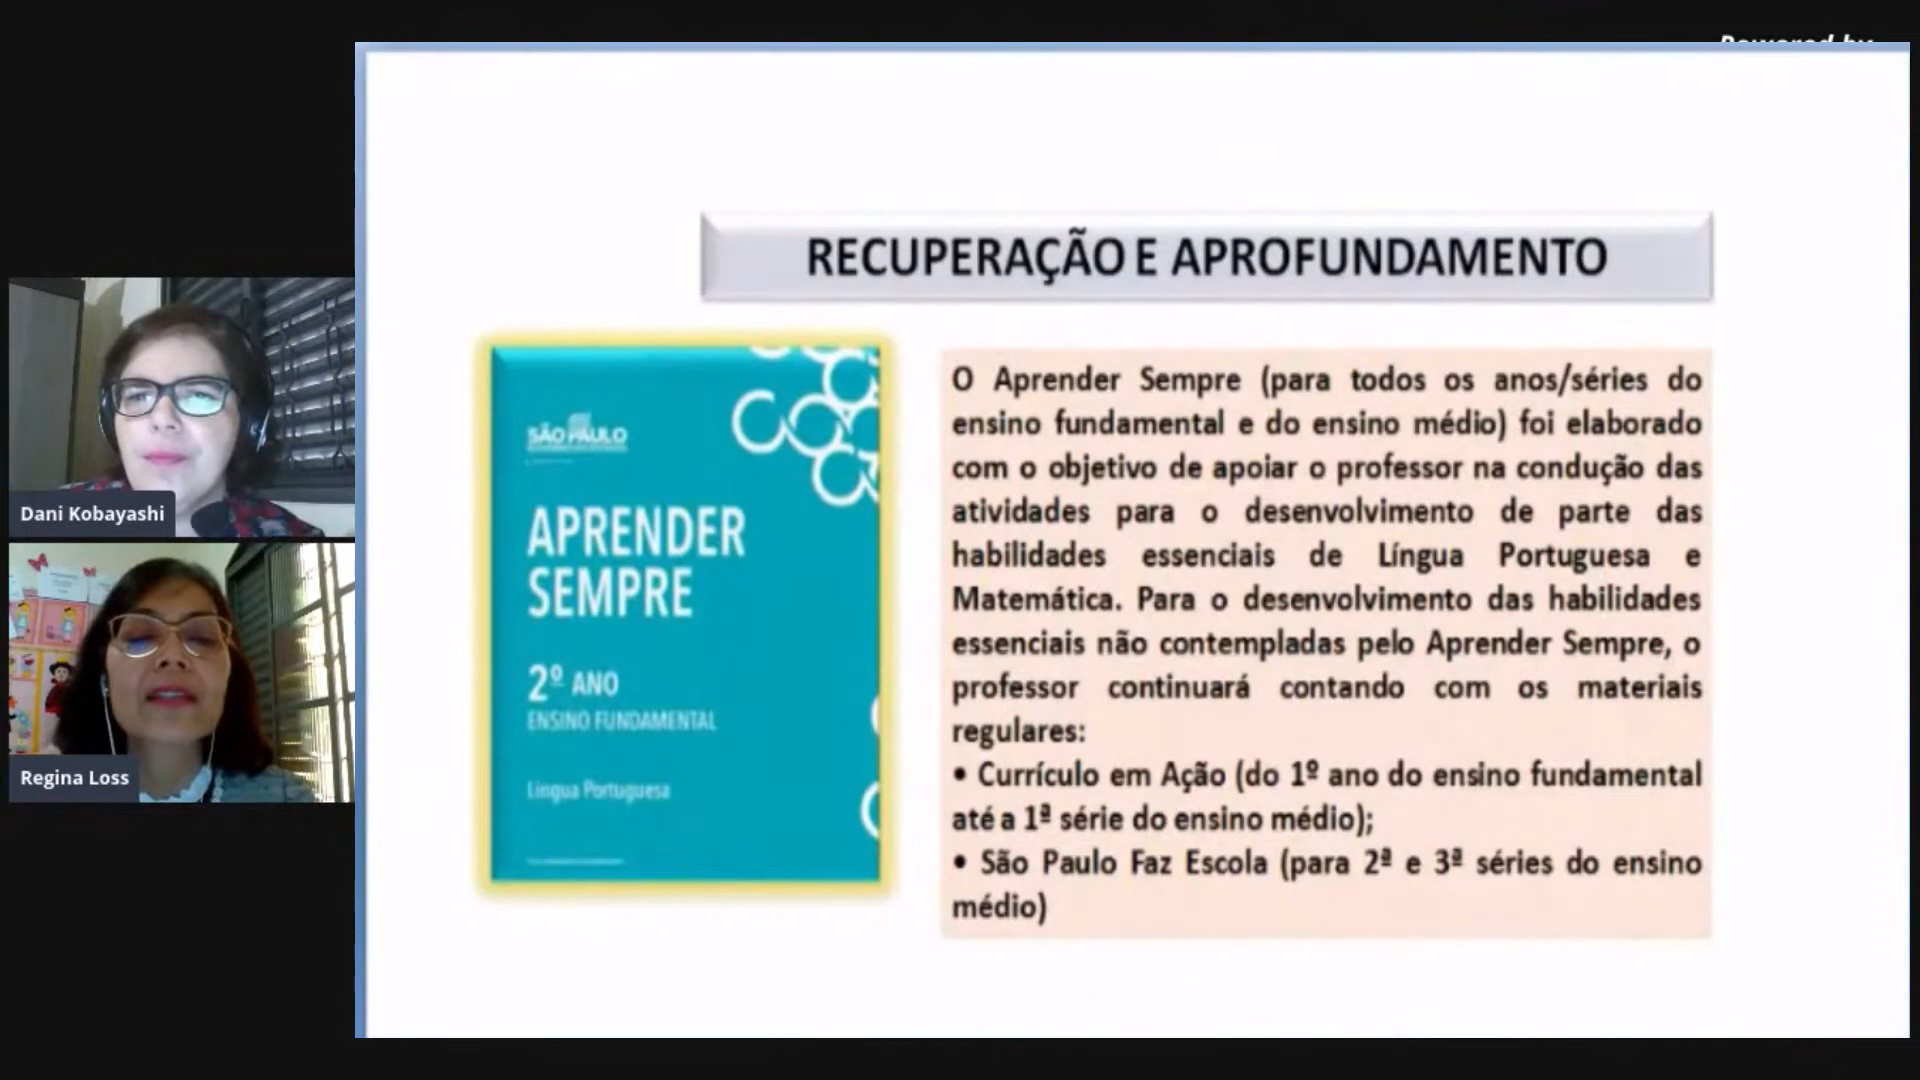 Powered by
RECUPERAÇÃO E APROFUNDAMENTO
SÃO PAULO
APRENDER
SEMPRE
2º ANO
ENSINO FUNDAMENTAL
Língua Portuguesa
O Aprender Sempre (para todos os anos/séries do
ensino fundamental e do ensino médio) foi elaborado
com o objetivo de apoiar o professor na condução das
atividades para o desenvolvimento de parte das
habilidades essenciais de Língua Portuguesa e
Matemática. Para o desenvolvimento das habilidades
essenciais não contempladas pelo Aprender Sempre, o
professor continuará contando com os materiais
regulares:
• Currículo em Ação (do 1º ano do ensino fundamental
até a 1ª série do ensino médio);
• São Paulo Faz Escola (para 2ª e 3ª séries do ensino
médio)
Dani Kobayashi
Regina Loss